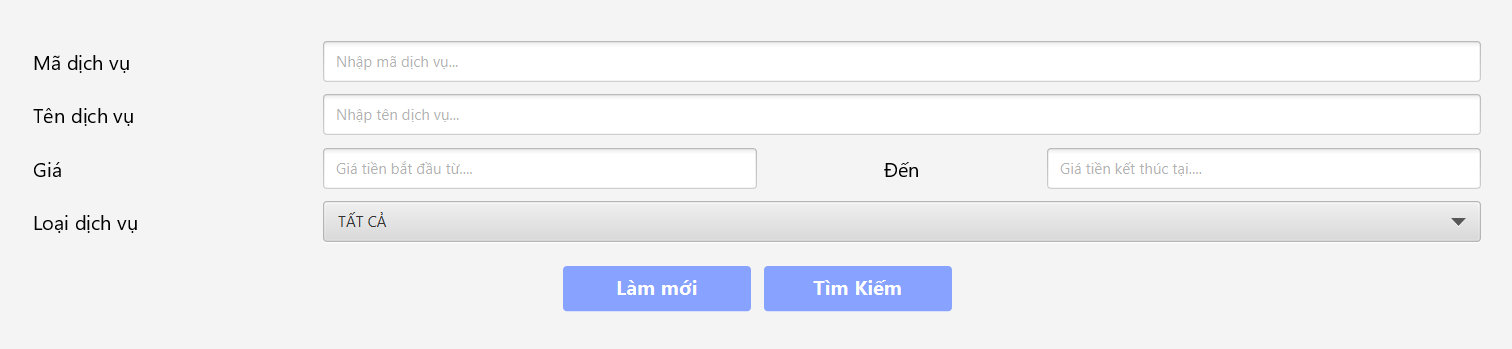 Mã dịch vụ Nhập mã dịch vụ...
Tên dịch vụ Nhập tên dịch vụ...
Giá Giá tiền bắt đầu từ.... Đến Giá tiền kết thúc tại....
Loại dịch vụ TẤT CẢ
Làm mới Tìm Kiếm